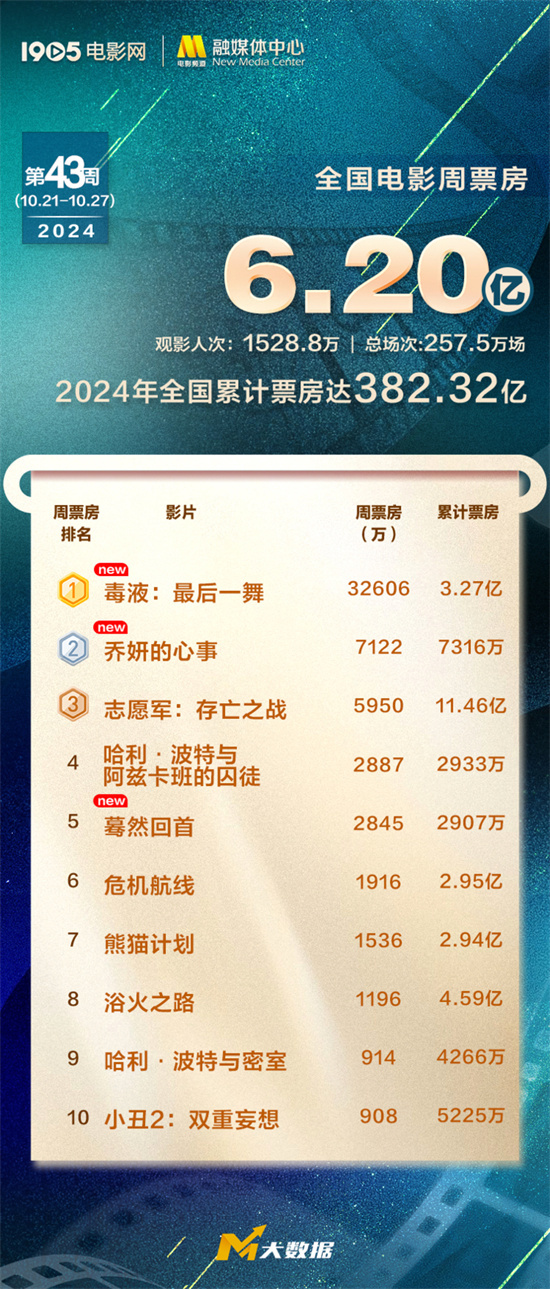 1905电影网 电影频道 融媒体中心
New Media Center
第43周
(10.21-10.27)
2024
全国电影周票房
6.20亿
观影人次：1528.8万 | 总场次:257.5万场
2024年全国累计票房达382.32亿
周票房排名 影片 周票房（万） 累计票房
new
1 毒液：最后一舞 32606 3.27亿
new
2 乔妍的心事 7122 7316万
3 志愿军：存亡之战 5950 11.46亿
4 哈利·波特与
阿兹卡班的囚徒 2887 2933万
new
5 蓦然回首 2845 2907万
6 危机航线 1916 2.95亿
7 熊猫计划 1536 2.94亿
8 浴火之路 1196 4.59亿
9 哈利·波特与密室 914 4266万
10 小丑2：双重妄想 908 5225万
M大数据